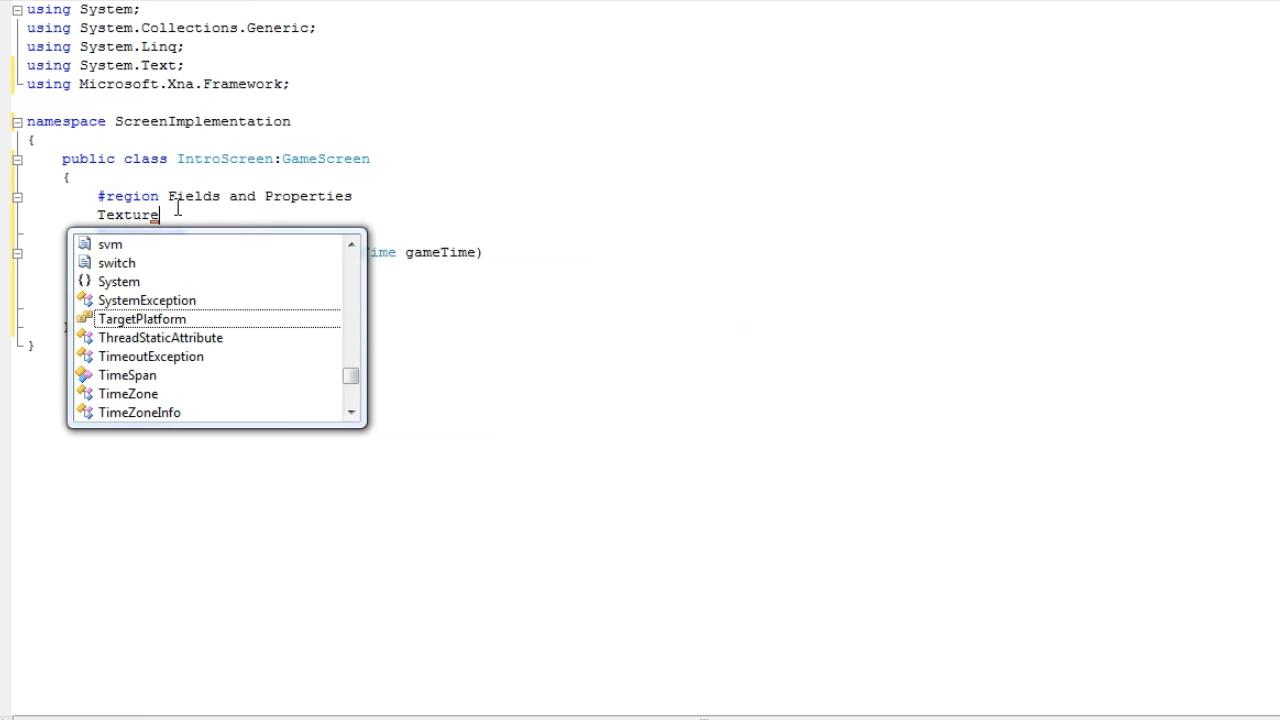 using System;
using System.Collections.Generic;
using System.Linq;
using System.Text;
using Microsoft.Xna.Framework;
namespace ScreenImplementation
{
public class IntroScreen:GameScreen
{
#region Fields and Properties
Texture
svm
switch
ime gameTime)
System
SystemException
TargetPlatform
ThreadStaticAttribute
TimeoutException
TimeSpan
TimeZone
TimeZoneInfo
}